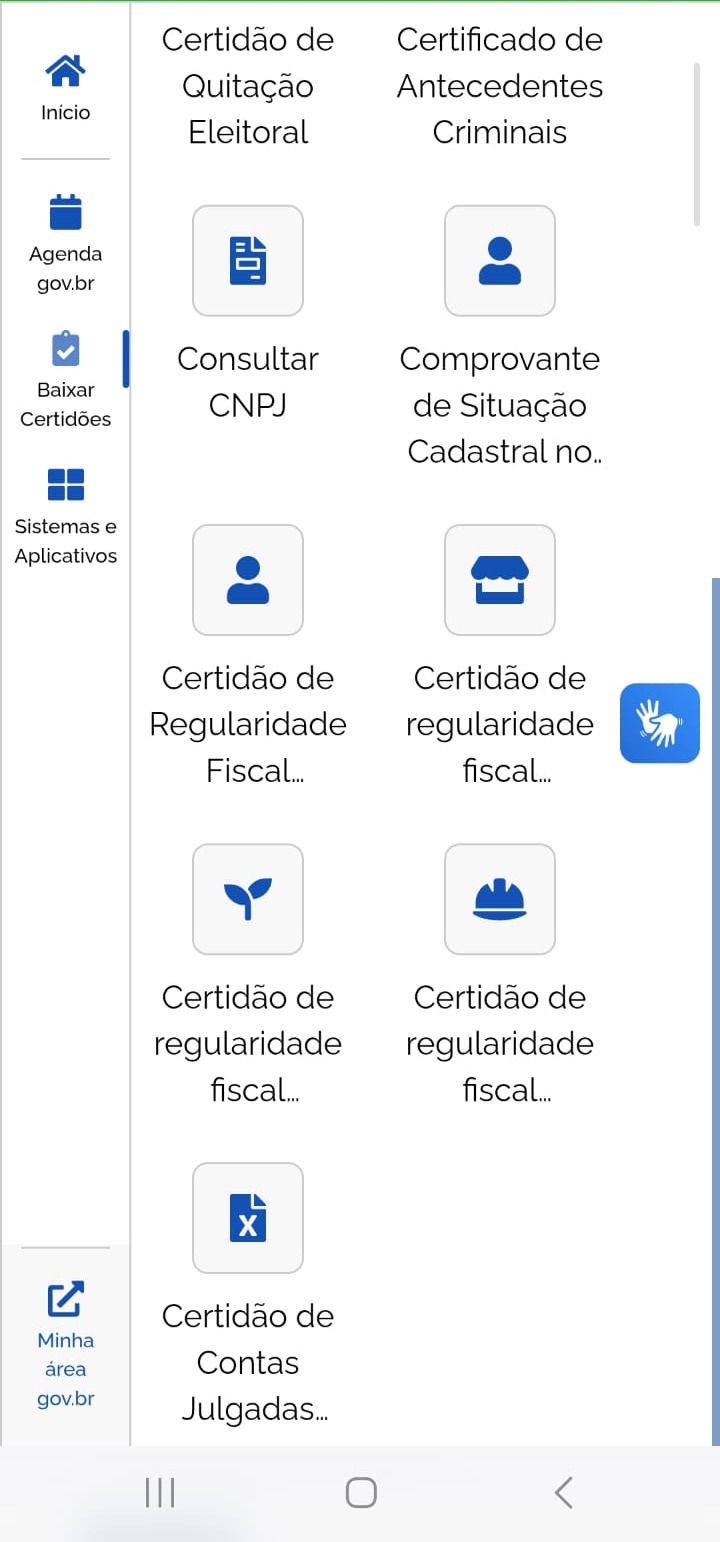 Início
Agenda
gov.br
Baixar
Certidões
Sistemas e
Aplicativos
Minha
área
gov.br
Certidão de
Quitação
Eleitoral
Certificado de
Antecedentes
Criminais
Consultar
CNPJ
Comprovante
de Situação
Cadastral no..
Certidão de
Regularidade
Fiscal...
Certidão de
regularidade
fiscal...
Certidão de
regularidade
fiscal...
Certidão de
regularidade
fiscal...
X
Certidão de
Contas
Julgadas...